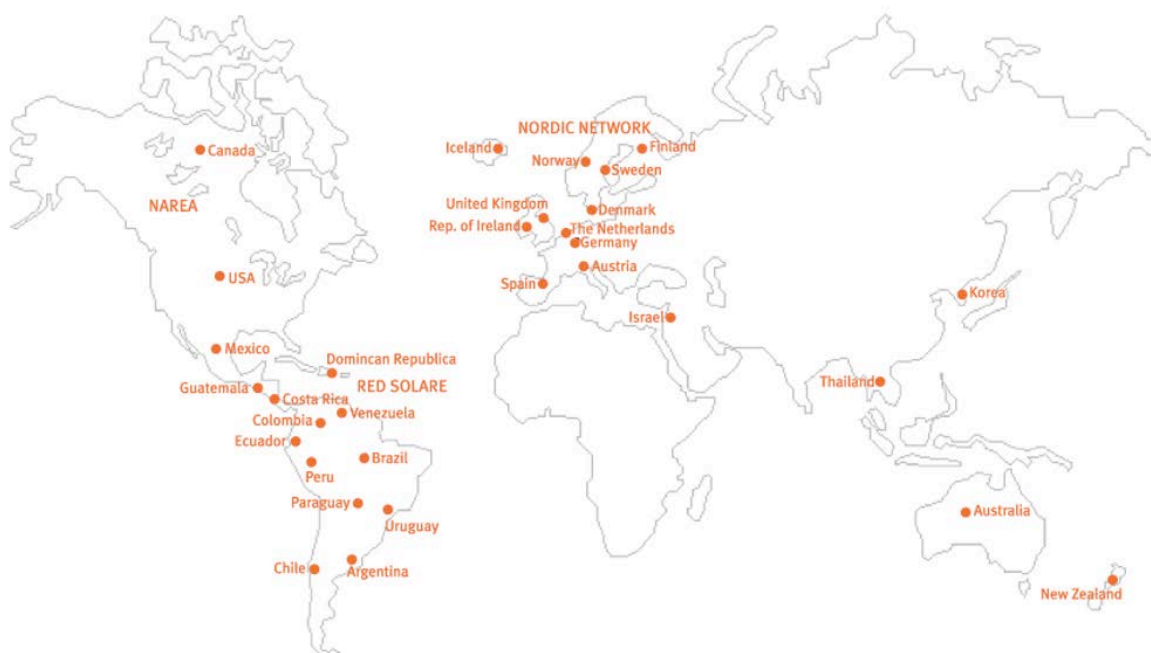 NORDIC NETWORK
Iceland
Finland
Canada
Norway
Sweden
NAREA
United Kingdom
Denmark
Rep. of Ireland
The Netherlands
Germany
Austria
USA
Spain
Korea
Israel
Mexico
Domincan Republica
Thailand
Guatemala
RED SOLARE
Costa Rica
Venezuela
Colombia
Ecuador
Brazil
Peru
Paraguay
Australia
Uruguay
Chile
Argentina
New Zealand